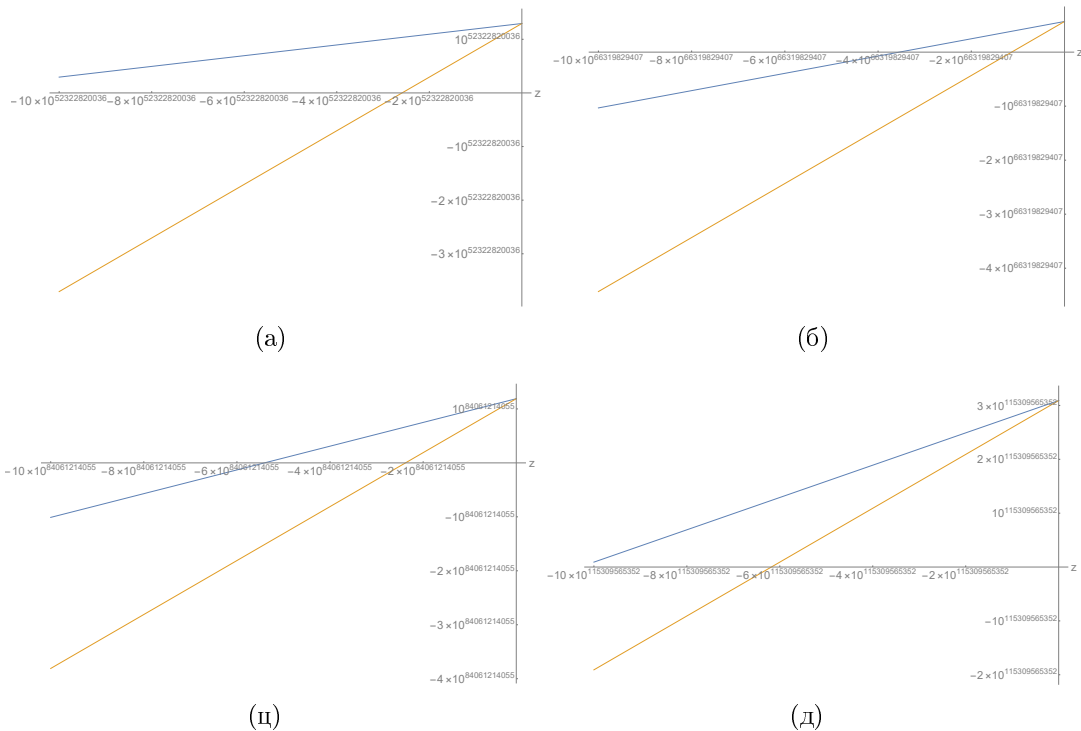 10^52322820036
−10×10^52322820036 −8×10^52322820036 −6×10^52322820036 −4×10^52322820036 −2×10^52322820036 z
−10^52322820036
−2×10^52322820036
−3×10^52322820036
(а)
−10×10^66319829407 −8×10^66319829407 −6×10^66319829407 −4×10^66319829407 −2×10^66319829407 z
−10^66319829407
−2×10^66319829407
−3×10^66319829407
−4×10^66319829407
(б)
10^84061214055
−10×10^84061214055 −8×10^84061214055 −6×10^84061214055 −4×10^84061214055 −2×10^84061214055 z
−10^84061214055
−2×10^84061214055
−3×10^84061214055
−4×10^84061214055
(ц)
3×10^115309565352
2×10^115309565352
10^115309565352
−10×10^115309565352 −8×10^115309565352 −6×10^115309565352 −4×10^115309565352 −2×10^115309565352 z
−10^115309565352
−2×10^115309565352
(д)